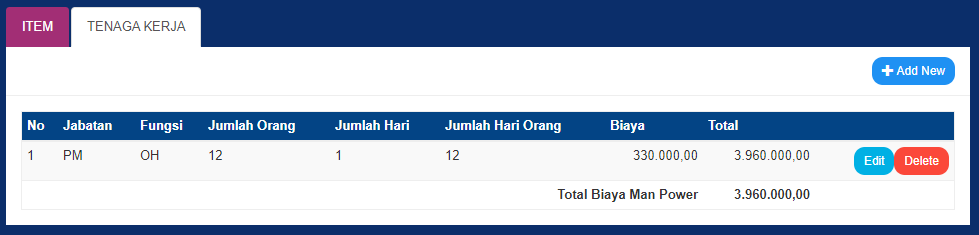 ITEM TENAGA KERJA
Add New
No Jabatan Fungsi Jumlah Orang Jumlah Hari Jumlah Hari Orang Biaya Total
1 PM OH 12 1 12 330.000,00 3.960.000,00 Edit Delete
Total Biaya Man Power 3.960.000,00